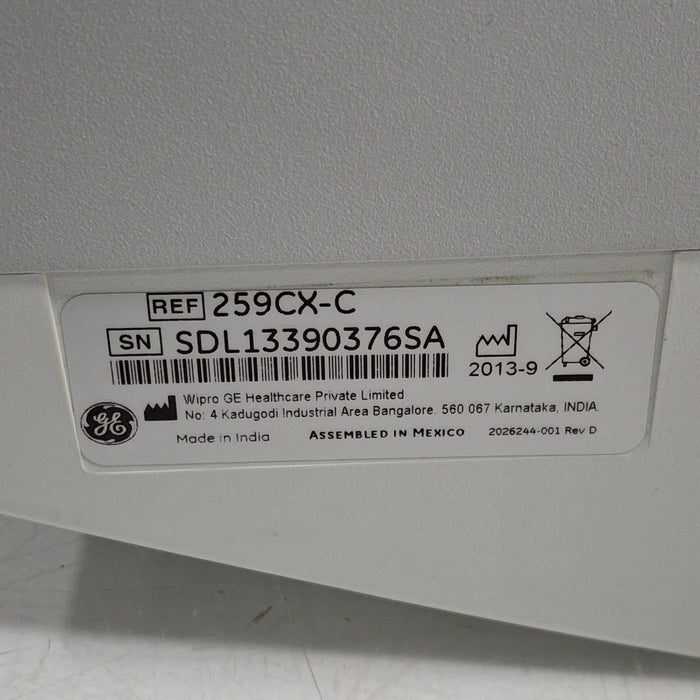 REF 259CX-C
SN SDL13390376SA
2013-9
Wipro GE Healthcare Private Limited
No: 4 Kadugodi Industrial Area Bangalore. 560 067 Karnataka, INDIA.
GE
Made in India ASSEMBLED IN MEXICO 2026244-001 Rev D